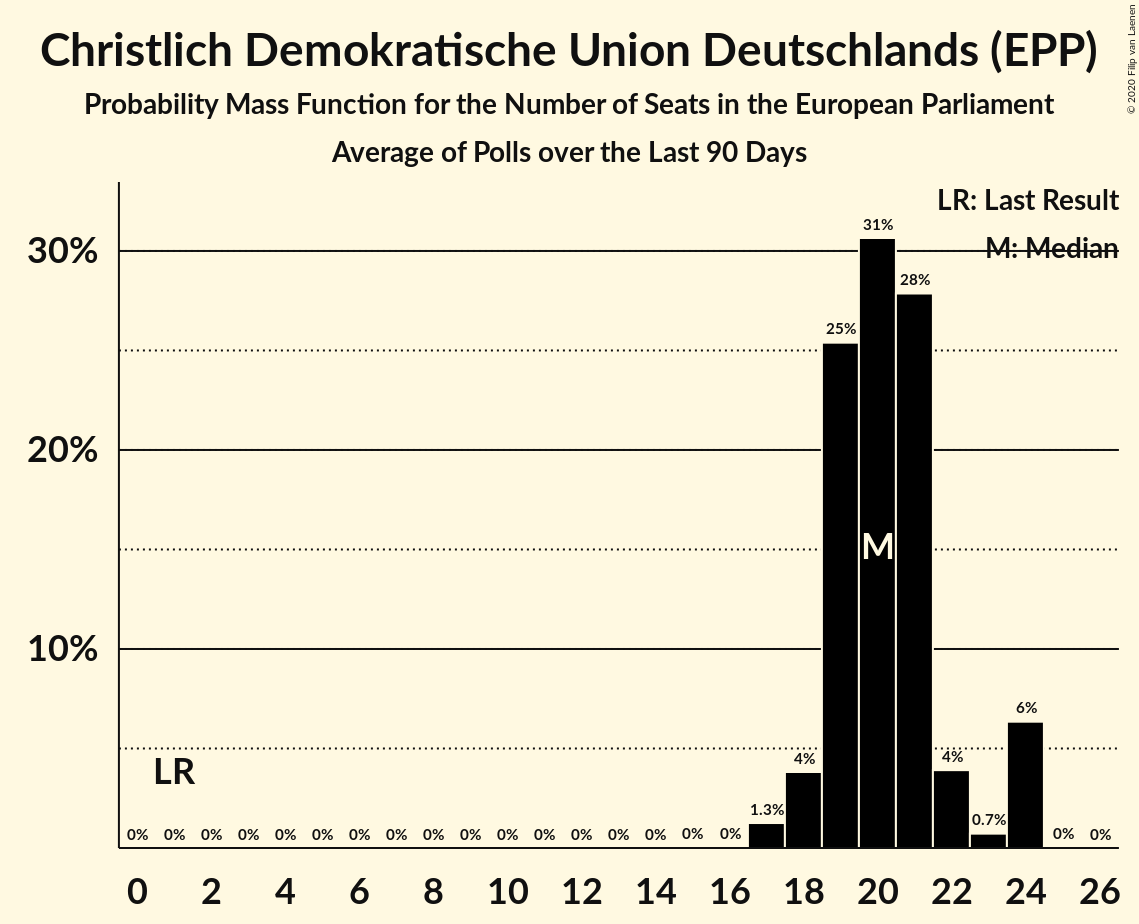 Christlich Demokratische Union Deutschlands (EPP)
Probability Mass Function for the Number of Seats in the European Parliament
Average of Polls over the Last 90 Days
© 2020 Filip van Laenen
LR: Last Result
M: Median
30%
20%
10%
31%
28%
25%
M
6%
4%
4%
LR
1.3%
0.7%
0% 0% 0% 0% 0% 0% 0% 0% 0% 0% 0% 0% 0% 0% 0% 0% 0% 0% 0%
0 2 4 6 8 10 12 14 16 18 20 22 24 26